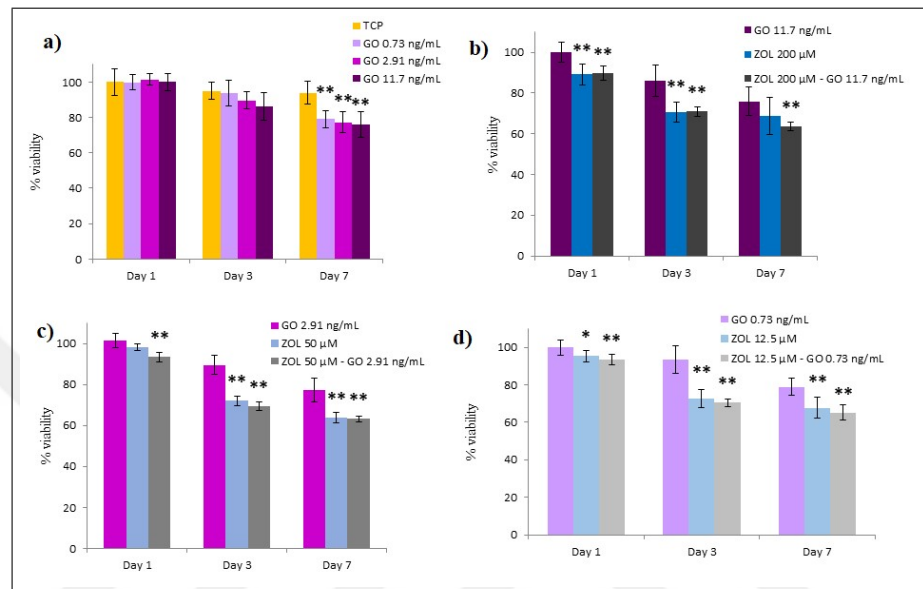 a)
TCP
GO 0.73 ng/mL
GO 2.91 ng/mL
GO 11.7 ng/mL
% viability
120
100
80
60
40
20
0
** ** **
Day 1 Day 3 Day 7
b)
GO 11.7 ng/mL
ZOL 200 μM
ZOL 200 μM - GO 11.7 ng/mL
% viability
100
80
60
40
20
0
** ** ** ** **
Day 1 Day 3 Day 7
c)
GO 2.91 ng/mL
ZOL 50 μM
ZOL 50 μM - GO 2.91 ng/mL
% viability
100
80
60
40
20
0
** ** ** ** **
Day 1 Day 3 Day 7
d)
GO 0.73 ng/mL
ZOL 12.5 μM
ZOL 12.5 μM - GO 0.73 ng/mL
% viability
100
80
60
40
20
0
* ** ** ** ** **
Day 1 Day 3 Day 7